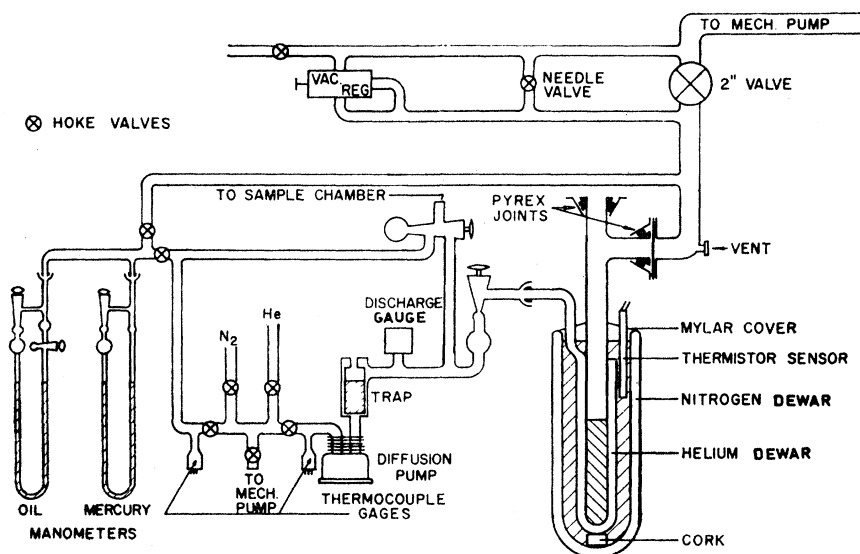 TO MECH. PUMP
VAC.
REG
NEEDLE
VALVE
2" VALVE
HOKE VALVES
TO SAMPLE CHAMBER
PYREX
JOINTS
VENT
DISCHARGE
GAUGE
He
N2
MYLAR COVER
THERMISTOR SENSOR
TRAP
NITROGEN DEWAR
HELIUM DEWAR
DIFFUSION
PUMP
TO
MECH.
PUMP
THERMOCOUPLE
GAGES
OIL
MERCURY
MANOMETERS
CORK